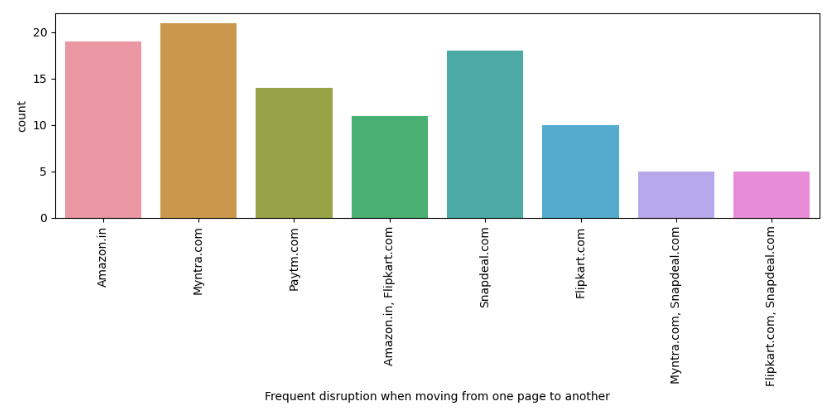 20
15
10
5
0
count
Amazon.in
Myntra.com
Paytm.com
Amazon.in, Flipkart.com
Snapdeal.com
Flipkart.com
Myntra.com, Snapdeal.com
Flipkart.com, Snapdeal.com
Frequent disruption when moving from one page to another